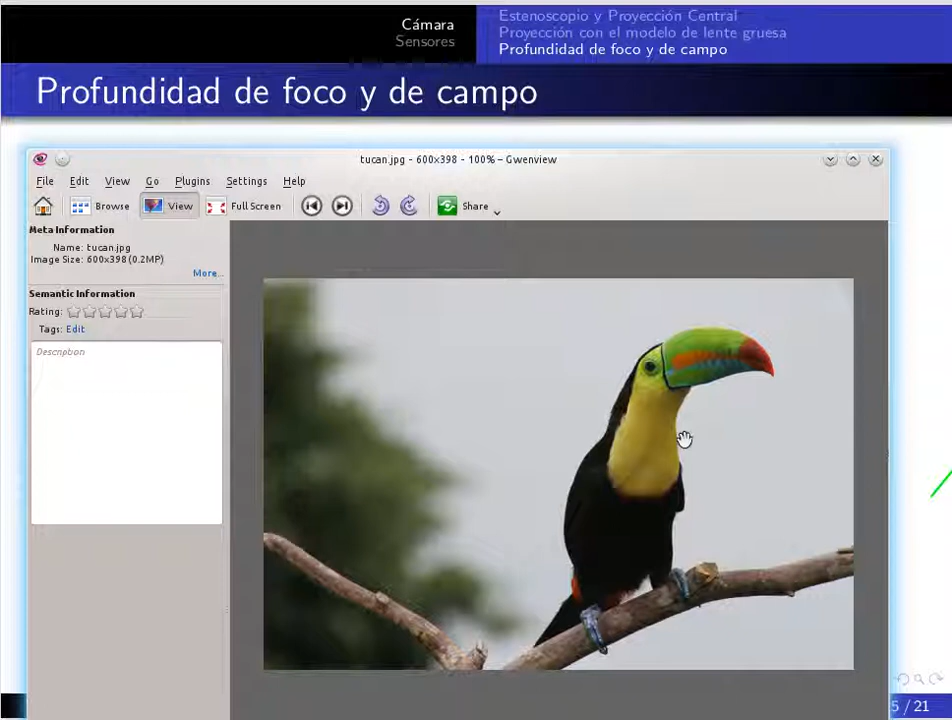 Cámara
Sensores
Estenoscopio y Proyección Central
Proyección con el modelo de lente gruesa
Profundidad de foco y de campo
Profundidad de foco y de campo
tucan.jpg - 600x398 - 100% – Gwenview
File Edit View Go Plugins Settings Help
Browse View Full Screen Share
Meta Information
Name: tucan.jpg
Image Size: 600x398 (0.2MP)
More...
Semantic Information
Rating:
Tags: Edit
Description
5 / 21